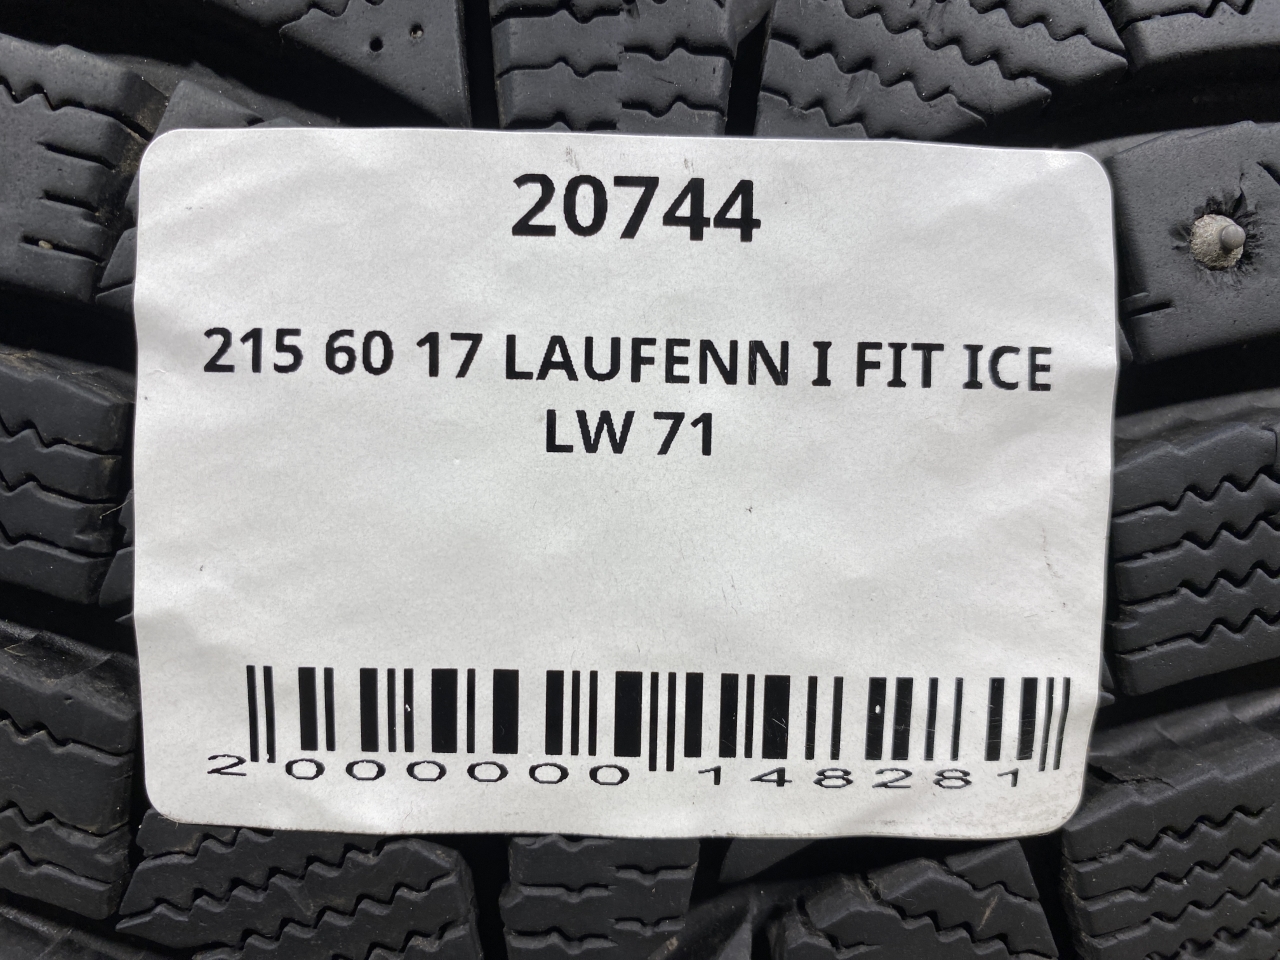 20744
215 60 17 LAUFENN I FIT ICE
LW 71
2 000000 148281